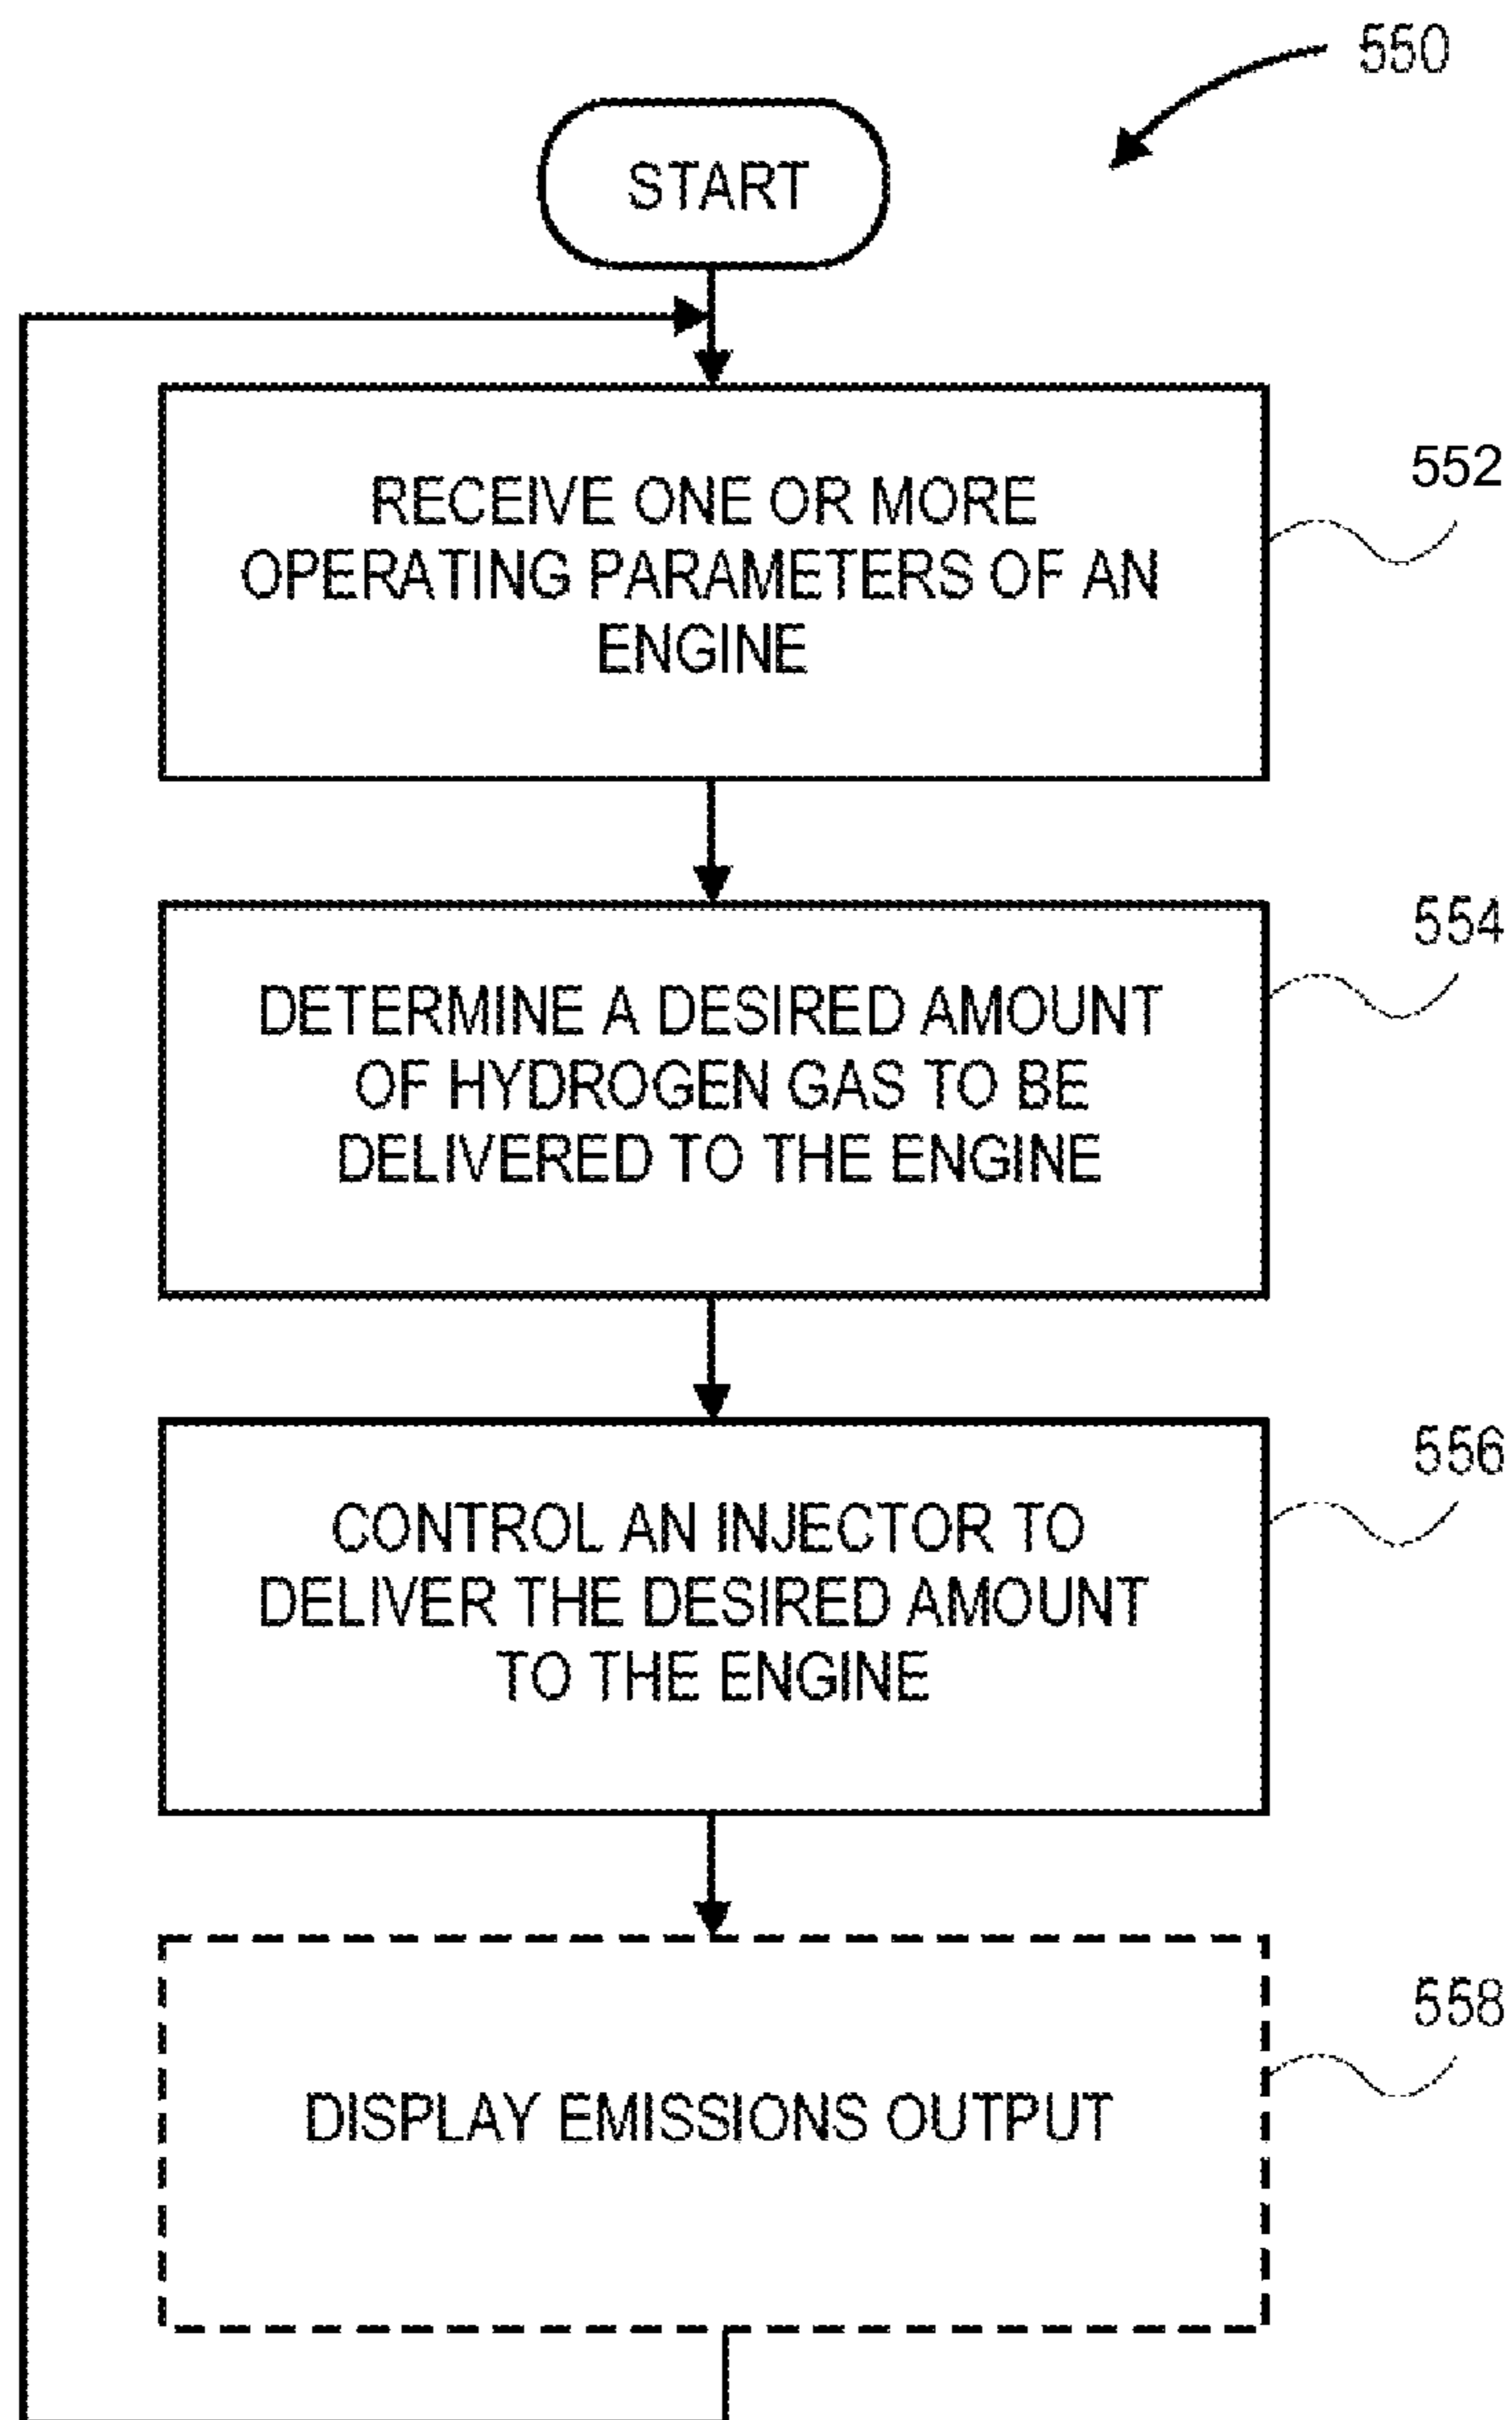 550
START
RECEIVE ONE OR MORE
OPERATING PARAMETERS OF AN
ENGINE
552
DETERMINE A DESIRED AMOUNT
OF HYDROGEN GAS TO BE
DELIVERED TO THE ENGINE
554
CONTROL AN INJECTOR TO
DELIVER THE DESIRED AMOUNT
TO THE ENGINE
556
DISPLAY EMISSIONS OUTPUT
558